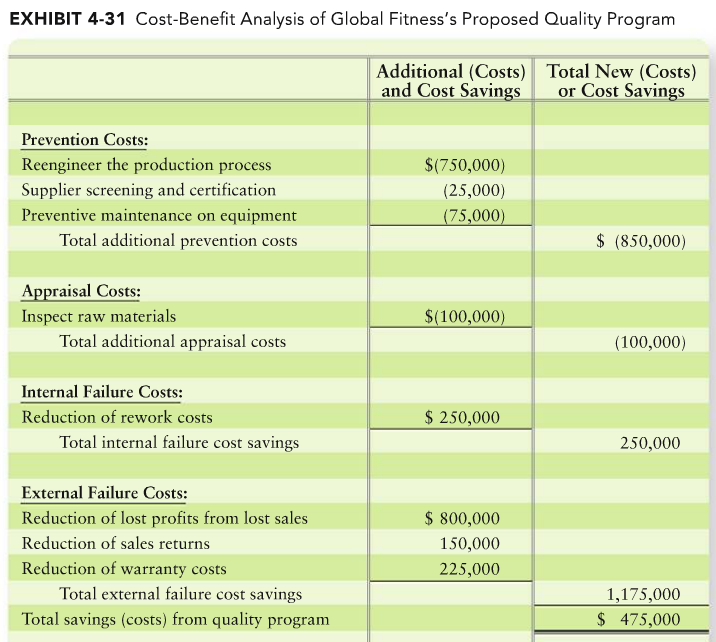 EXHIBIT 4-31 Cost-Benefit Analysis of Global Fitness's Proposed Quality Program
Additional (Costs) Total New (Costs)
and Cost Savings or Cost Savings
Prevention Costs:
Reengineer the production process $(750,000)
Supplier screening and certification (25,000)
Preventive maintenance on equipment (75,000)
Total additional prevention costs $ (850,000)
Appraisal Costs:
Inspect raw materials $(100,000)
Total additional appraisal costs (100,000)
Internal Failure Costs:
Reduction of rework costs $ 250,000
Total internal failure cost savings 250,000
External Failure Costs:
Reduction of lost profits from lost sales $ 800,000
Reduction of sales returns 150,000
Reduction of warranty costs 225,000
Total external failure cost savings 1,175,000
Total savings (costs) from quality program $ 475,000